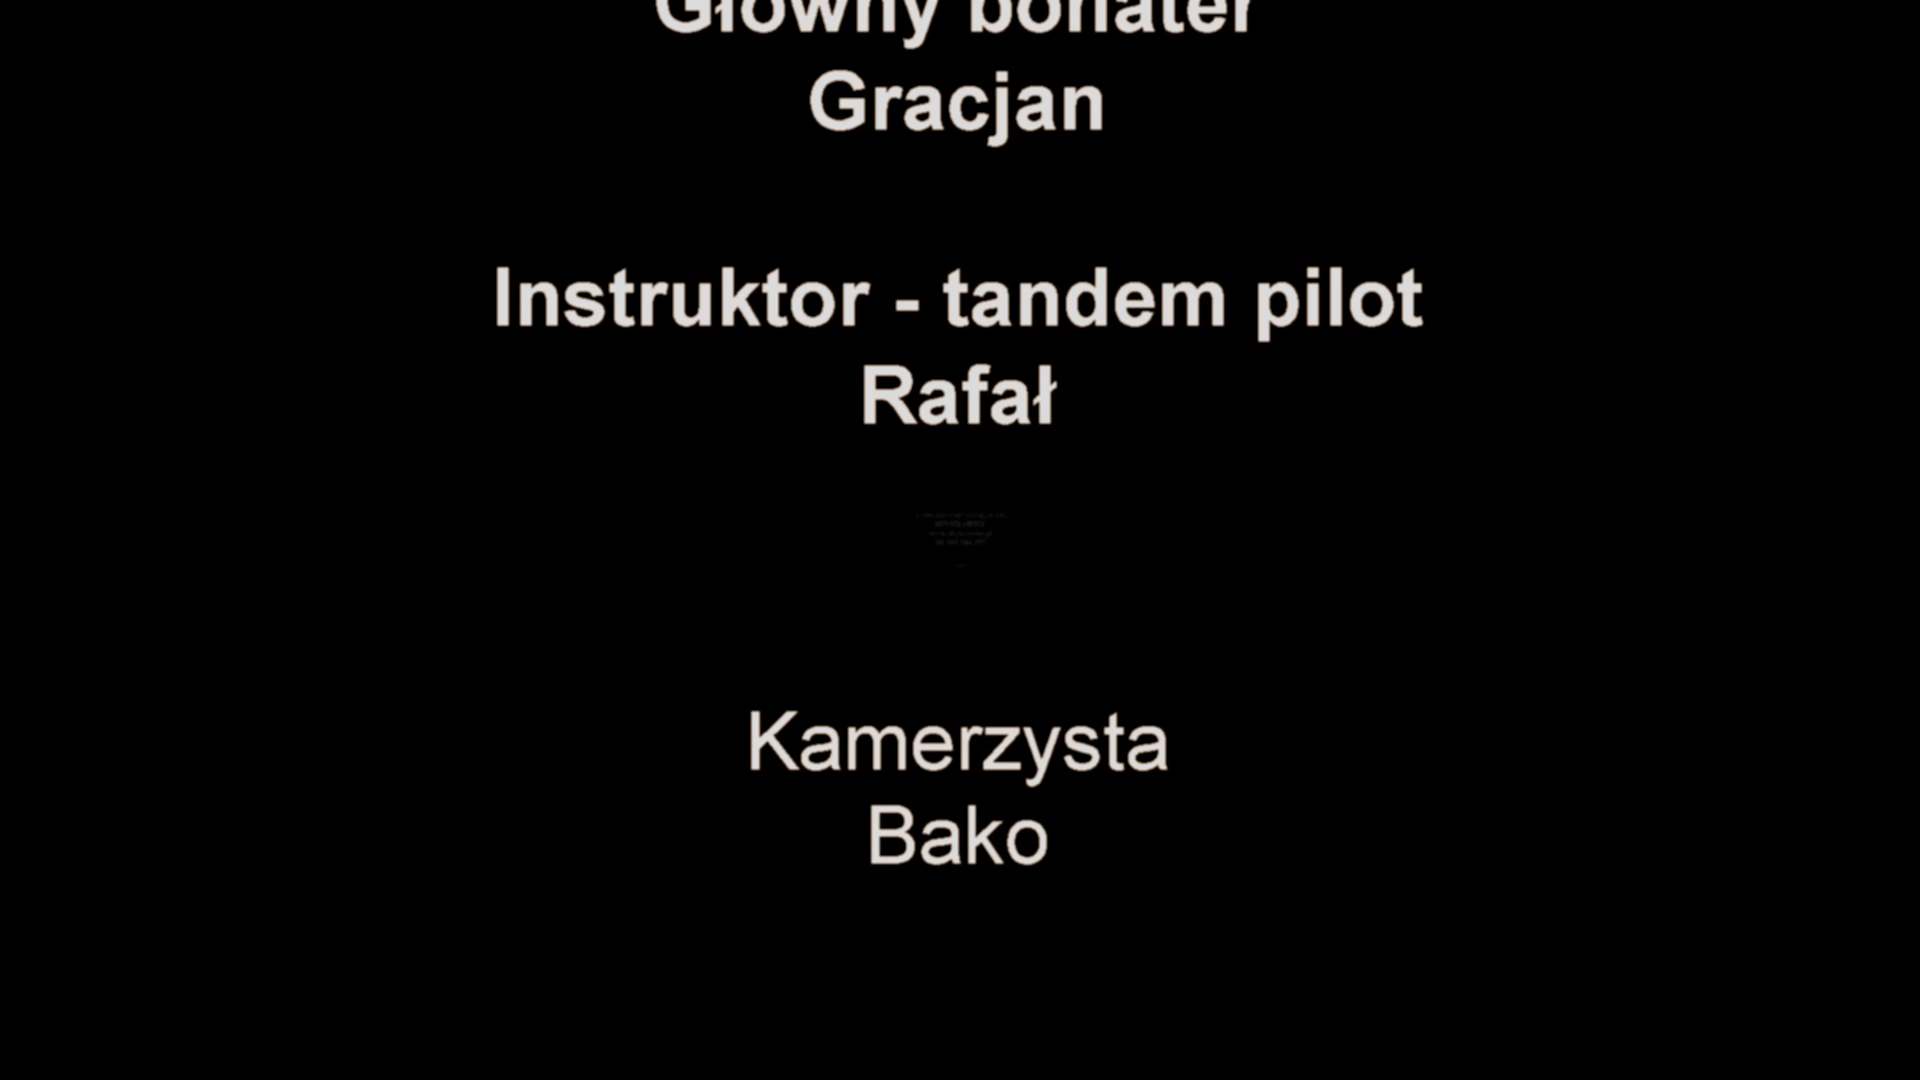 Główny bohater
Gracjan
Instruktor - tandem pilot
Rafał
Kamerzysta
Bako